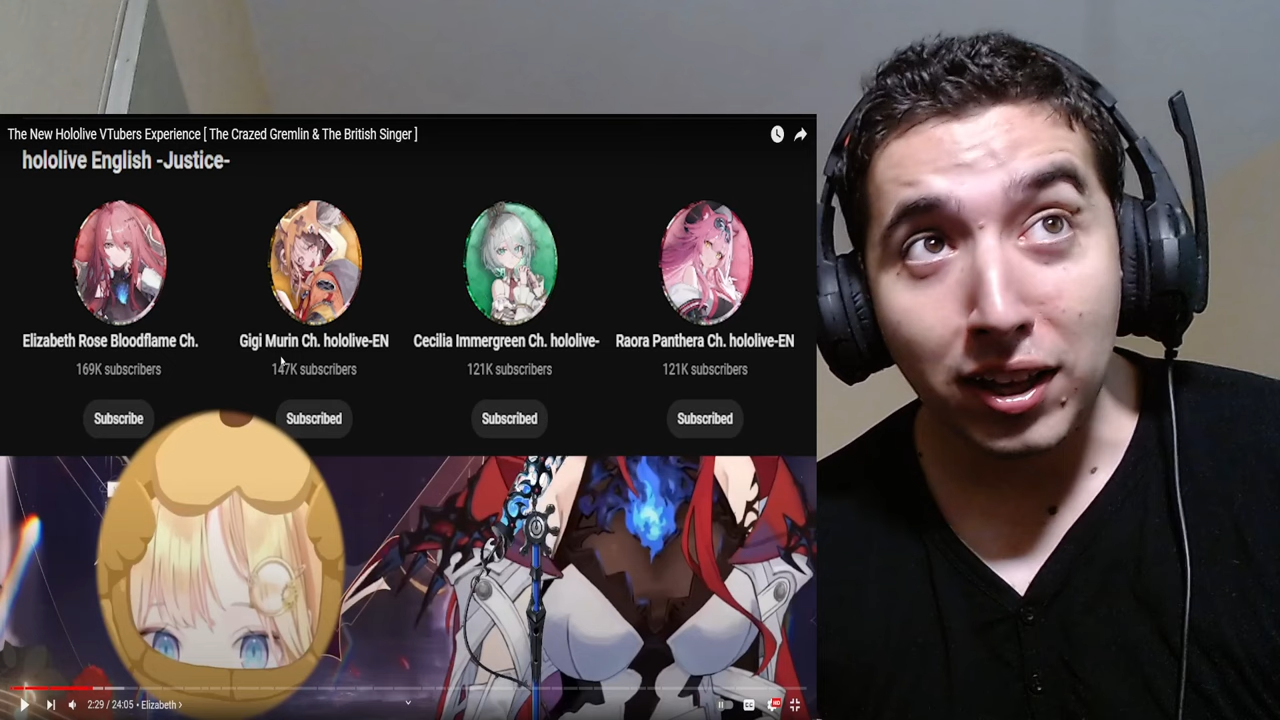 The New Hololive VTubers Experience [ The Crazed Gremlin & The British Singer ]
hololive English -Justice-
Elizabeth Rose Bloodflame Ch.
Gigi Murin Ch. hololive-EN
Cecilia Immergreen Ch. hololive-
Raora Panthera Ch. hololive-EN
169K subscribers
147K subscribers
121K subscribers
121K subscribers
Subscribe
Subscribed
Subscribed
Subscribed
2:29 / 24:05 • Elizabeth ›
CC
HD